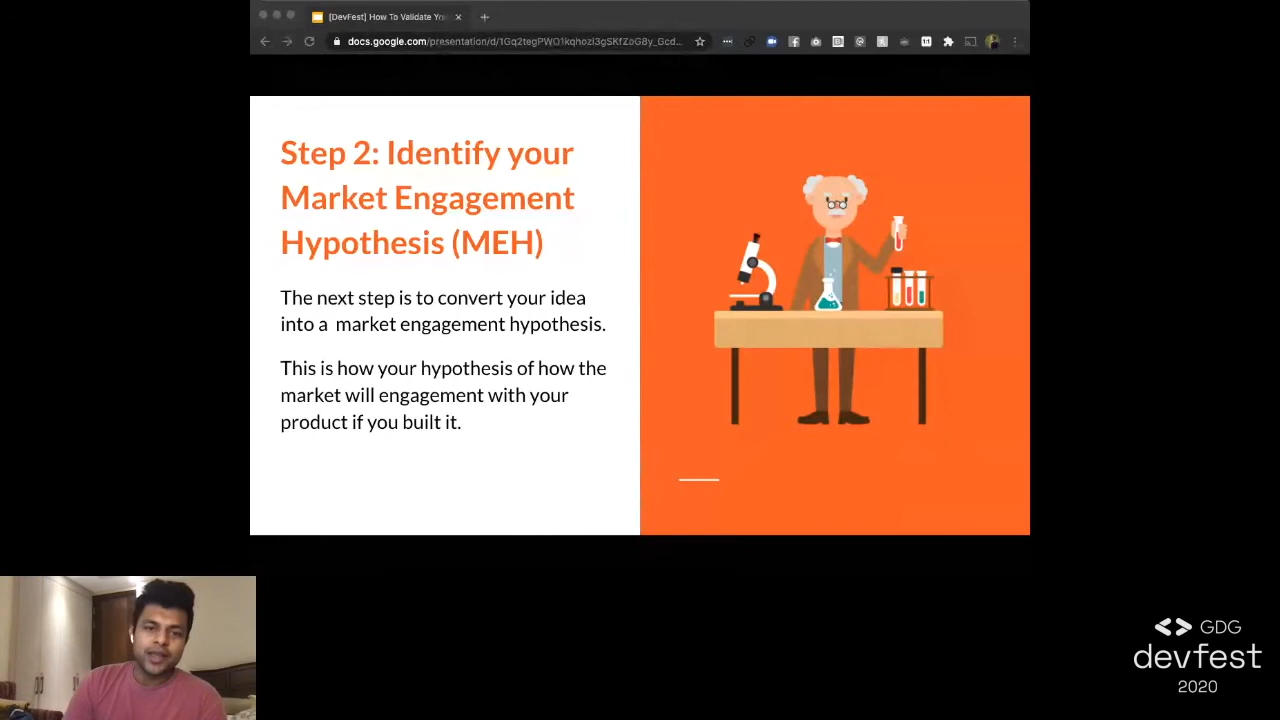 [DevFest] How To Validate Yo
docs.google.com/presentation/d/1Gq2tegPWO1kqhozI3gSKfZoG8y_Gcd...
Step 2: Identify your
Market Engagement
Hypothesis (MEH)
The next step is to convert your idea
into a market engagement hypothesis.
This is how your hypothesis of how the
market will engagement with your
product if you built it.
GDG
devfest
2020